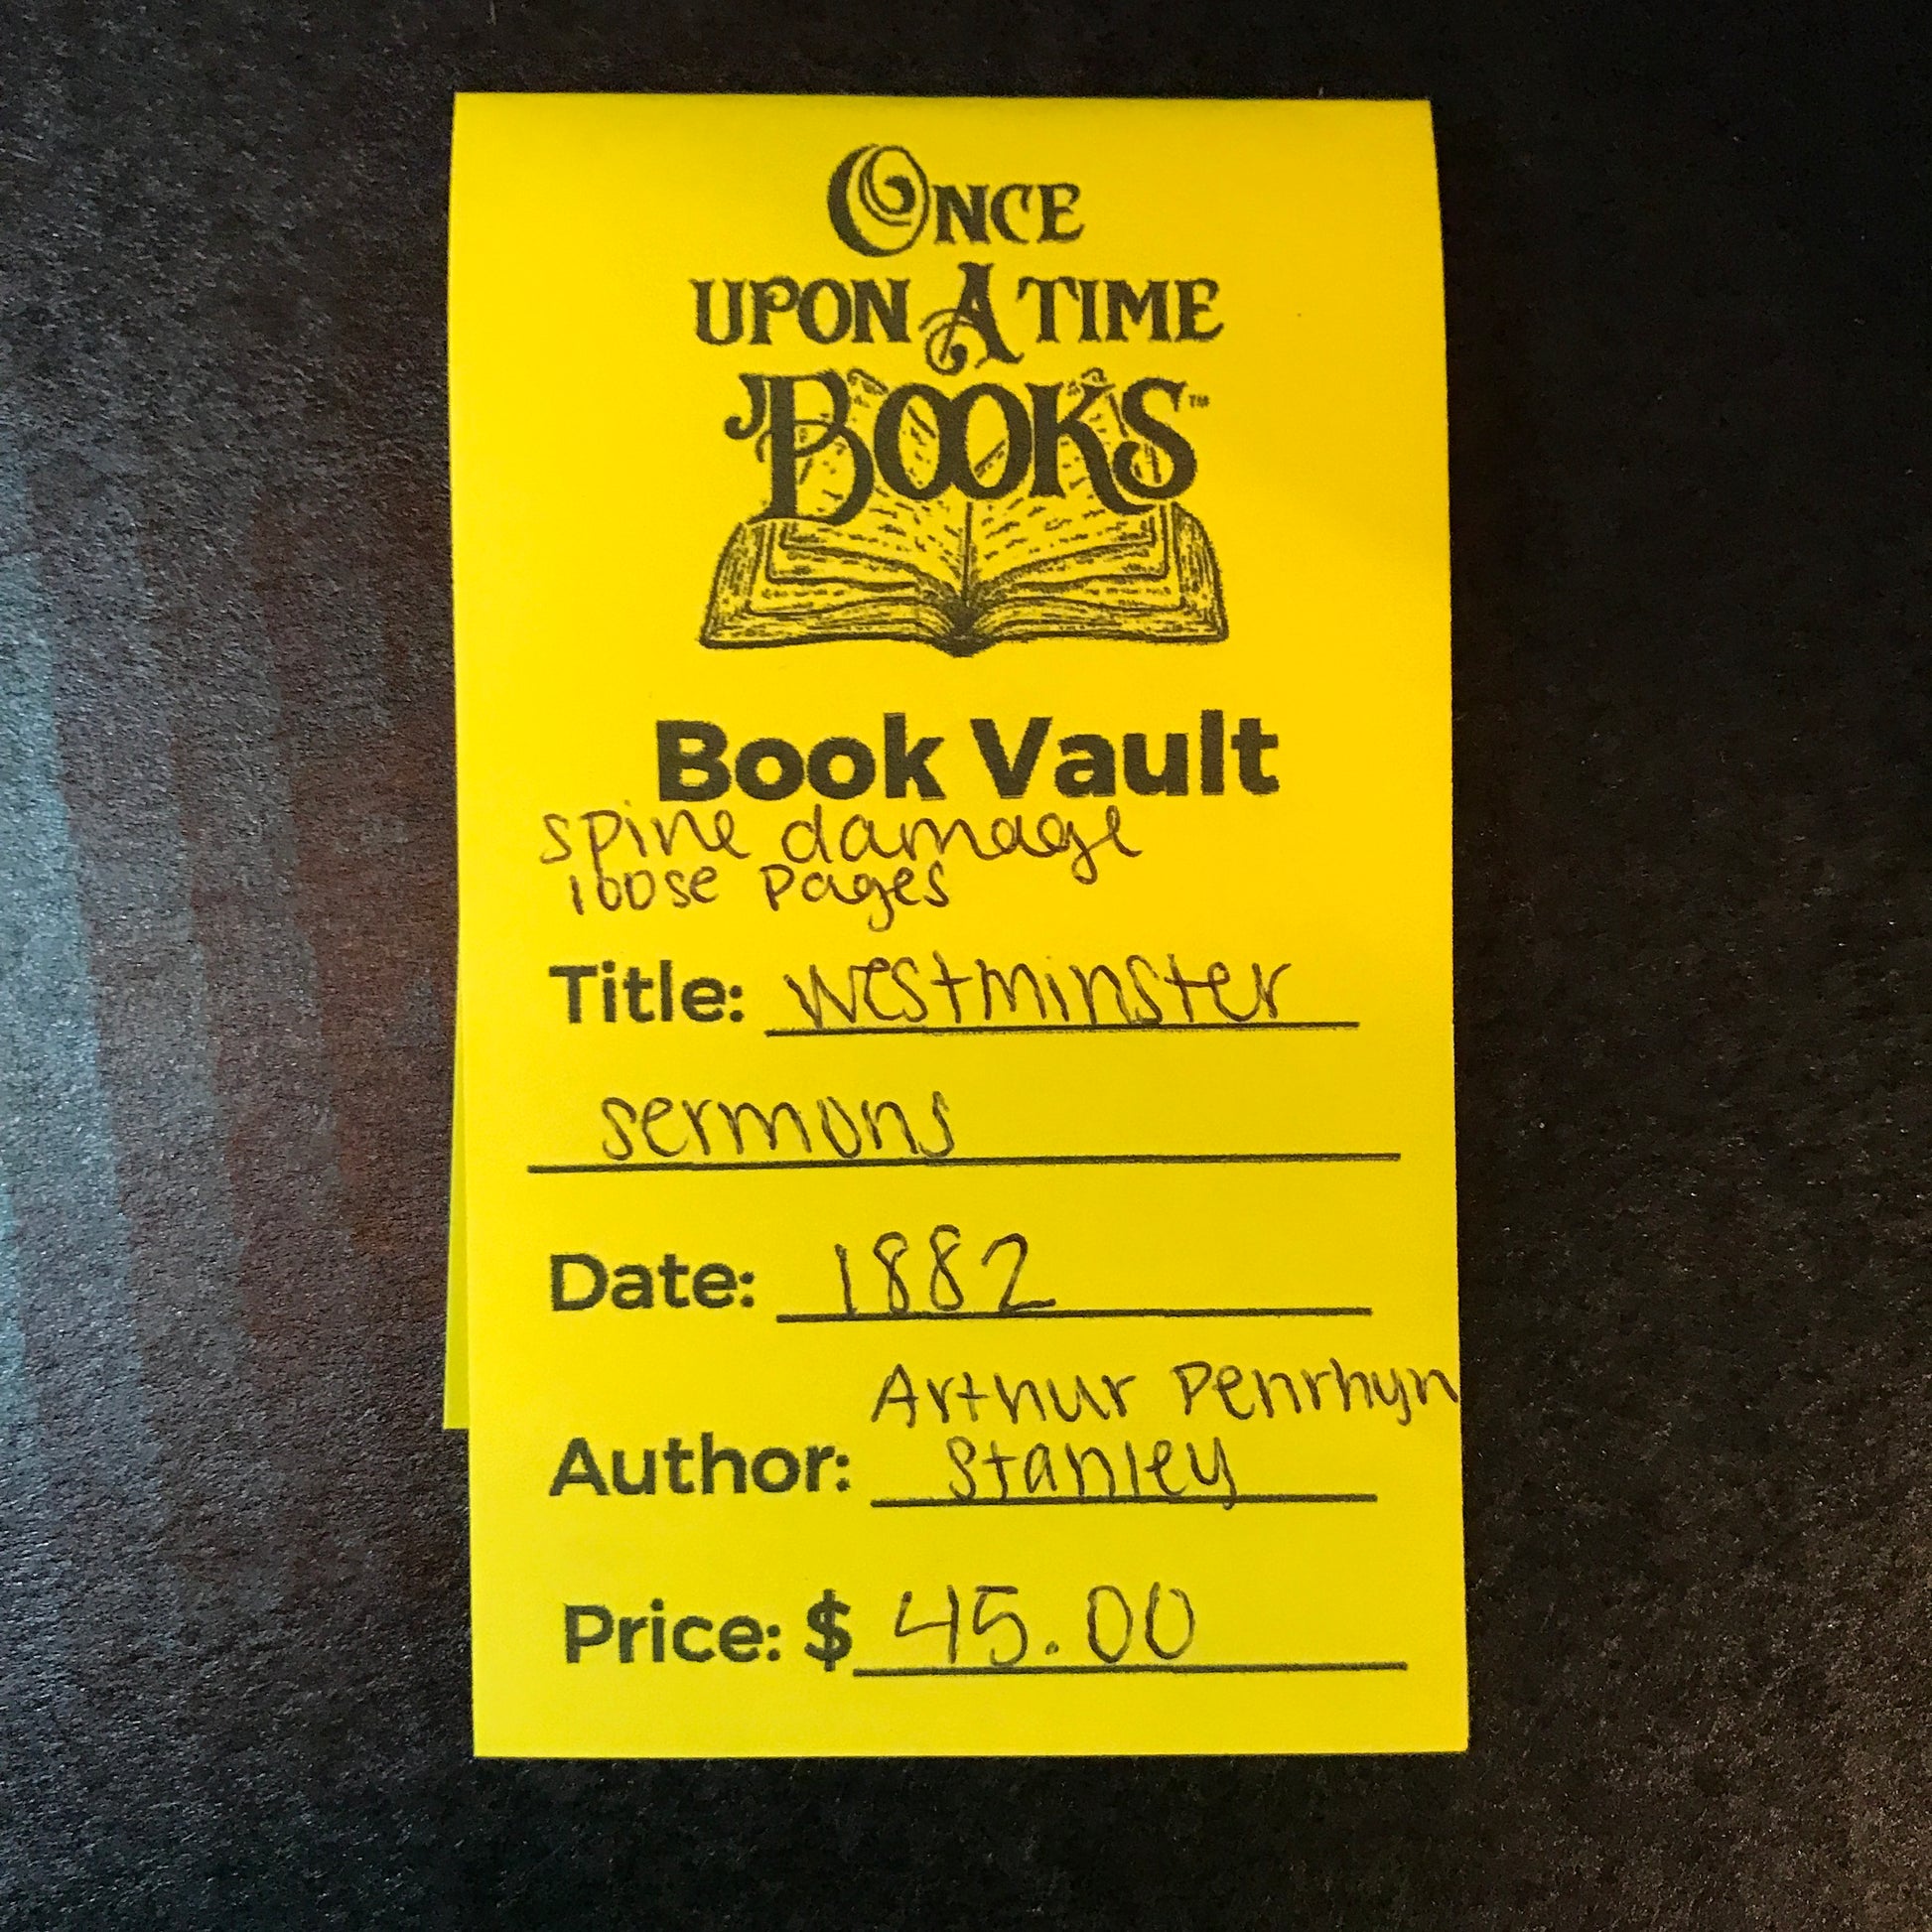 ONCE
UPON A TIME
BOOKS™
Book Vault
spine damage
loose pages
Title: westminster
sermons
Date: 1882
Arthur Penrhyn
Author: Stanley
Price: $ 45.00